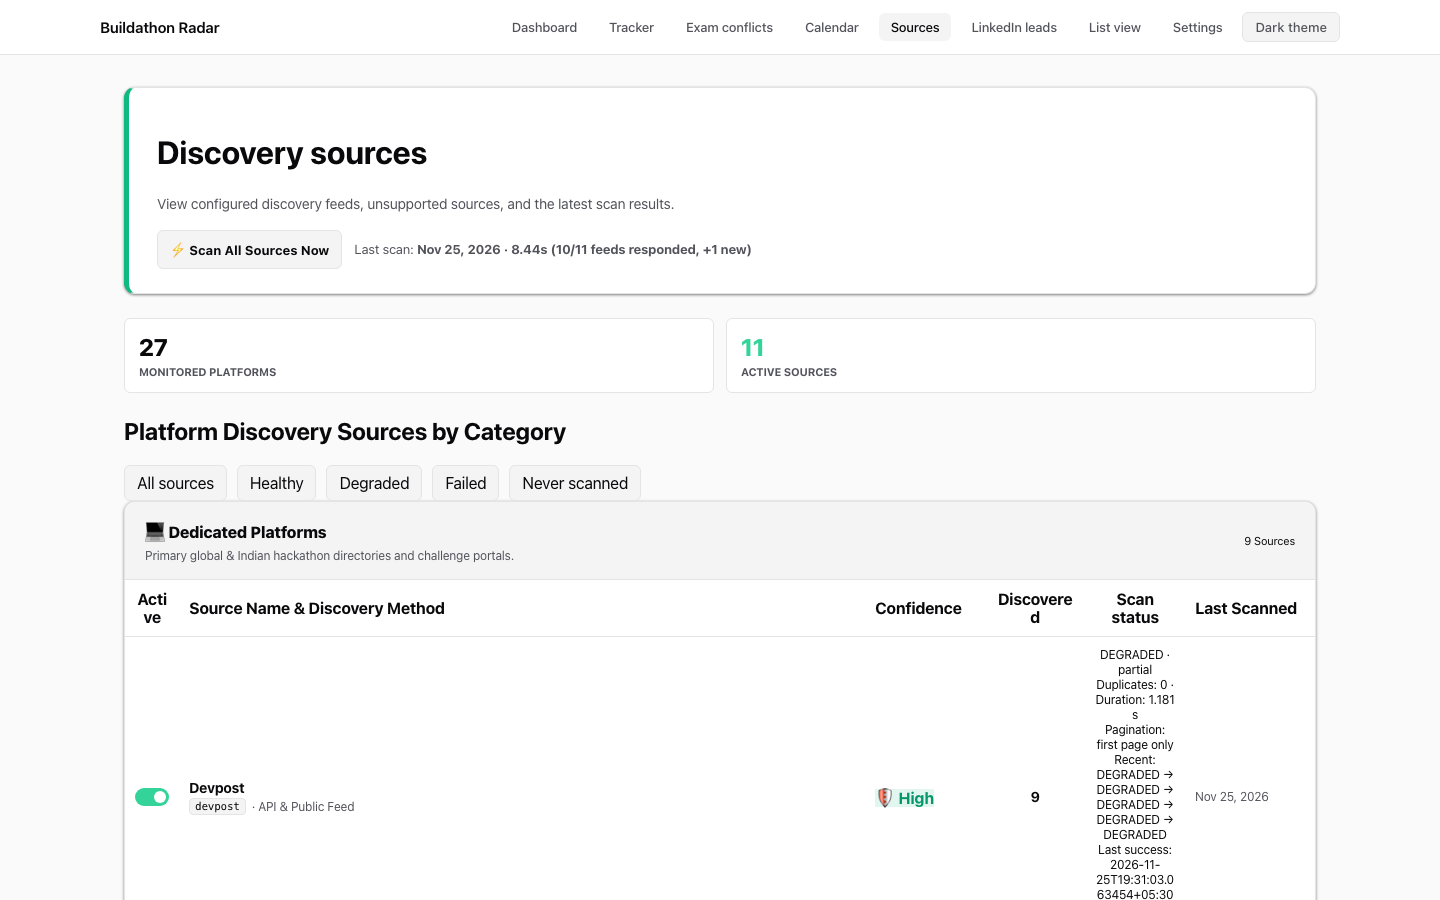 Buildathon Radar
Dashboard Tracker Exam conflicts Calendar Sources LinkedIn leads List view Settings Dark theme
Discovery sources
View configured discovery feeds, unsupported sources, and the latest scan results.
⚡ Scan All Sources Now Last scan: Nov 25, 2026 · 8.44s (10/11 feeds responded, +1 new)
27
MONITORED PLATFORMS
11
ACTIVE SOURCES
Platform Discovery Sources by Category
All sources Healthy Degraded Failed Never scanned
💻 Dedicated Platforms
Primary global & Indian hackathon directories and challenge portals.
9 Sources
Acti
ve
Source Name & Discovery Method
Confidence
Discovere
d
Scan
status
Last Scanned
Devpost
devpost · API & Public Feed
🛡️ High
9
DEGRADED ·
partial
Duplicates: 0 ·
Duration: 1.181
s
Pagination:
first page only
Recent:
DEGRADED →
DEGRADED →
DEGRADED →
DEGRADED →
DEGRADED
Last success:
2026-11-
25T19:31:03.0
63454+05:30
Nov 25, 2026